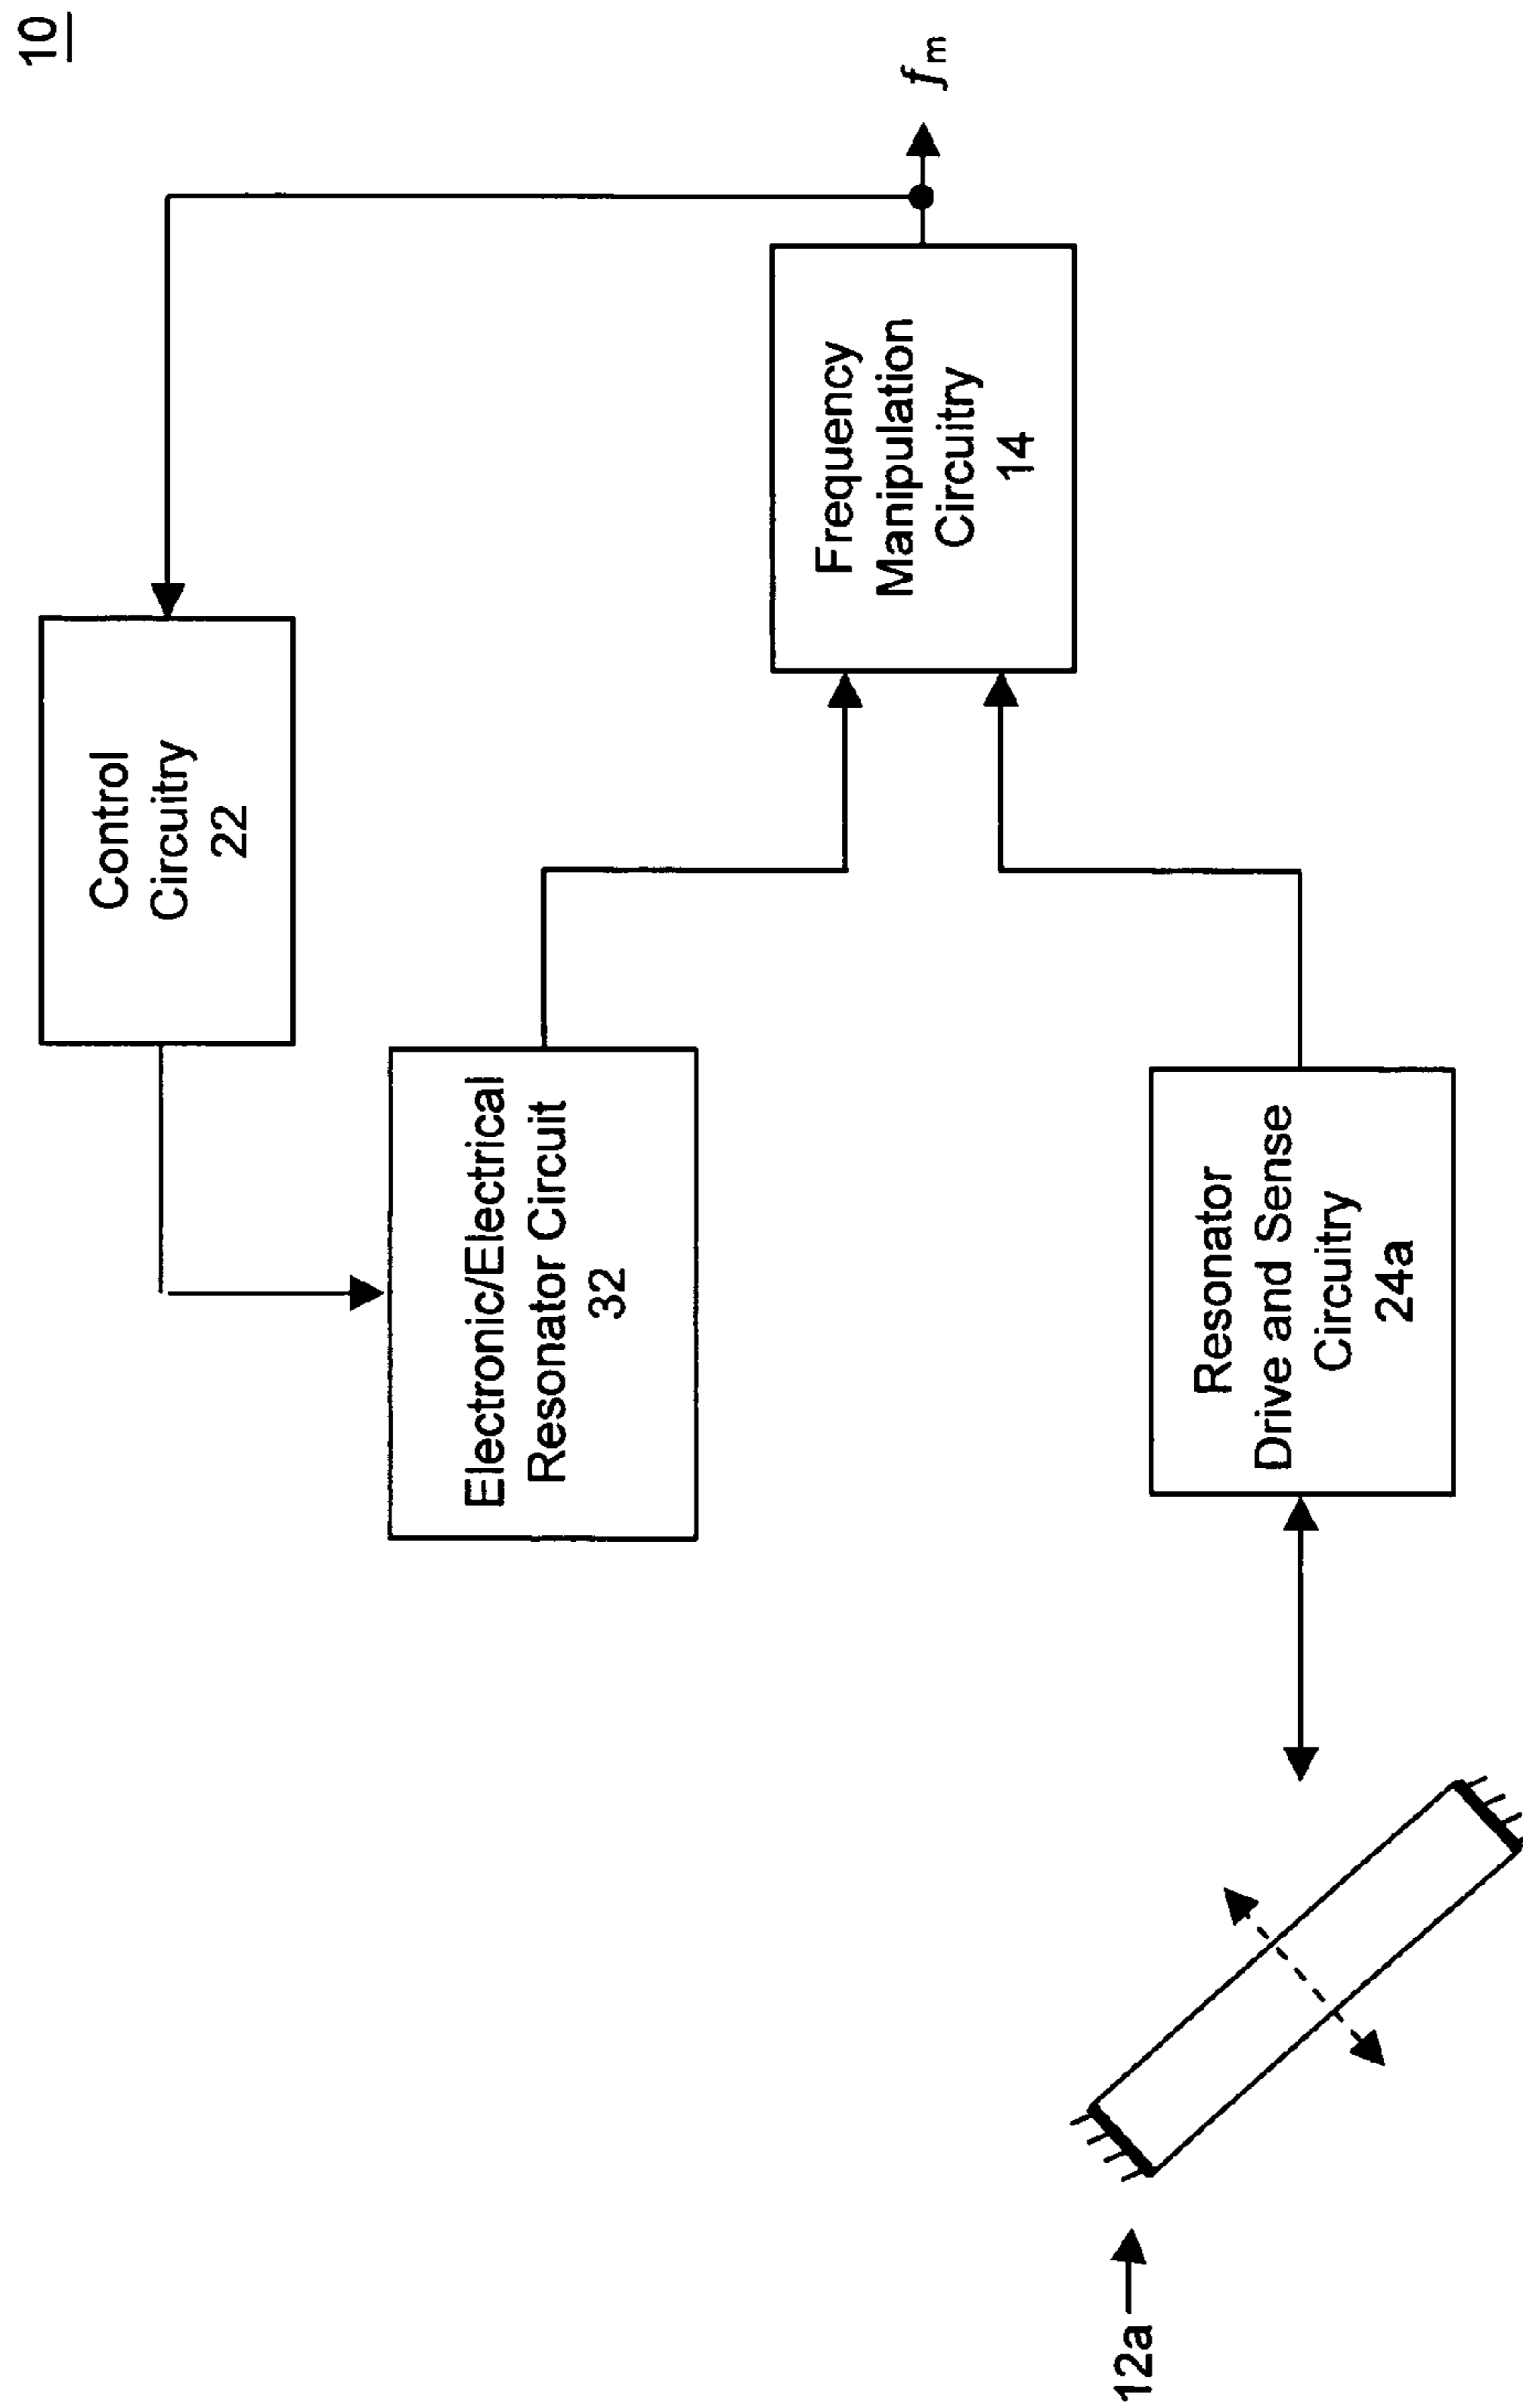 10
Control
Circuitry
22
Electronic/Electrical
Resonator Circuit
32
Frequency
Manipulation
Circuitry
14
fm
Resonator
Drive and Sense
Circuitry
24a
12a